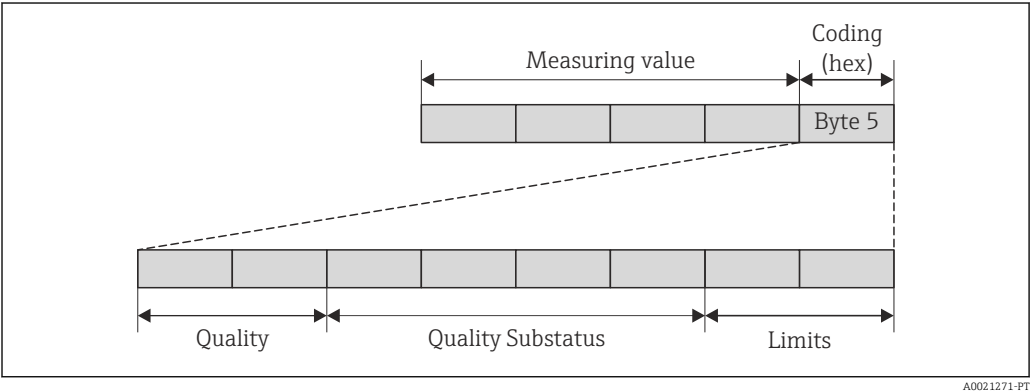 Coding
(hex)
Measuring value
Byte 5
Quality
Quality Substatus
Limits
A0021271-PT